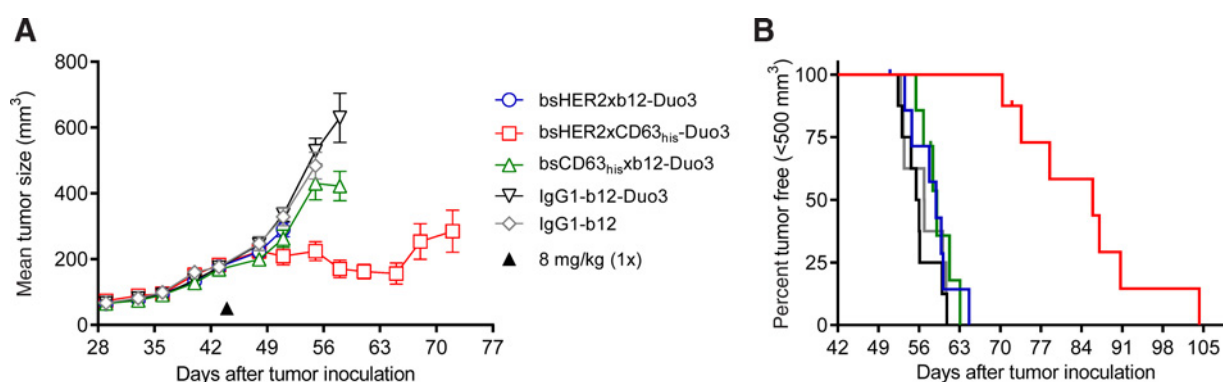 A
Mean tumor size (mm³)
800
600
400
200
0
28 35 42 49 56 63 70 77
Days after tumor inoculation
bsHER2xb12-Duo3
bsHER2xCD63his-Duo3
bsCD63hisxb12-Duo3
IgG1-b12-Duo3
IgG1-b12
8 mg/kg (1x)
B
Percent tumor free (<500 mm³)
100
75
50
25
0
42 49 56 63 70 77 84 91 98 105
Days after tumor inoculation